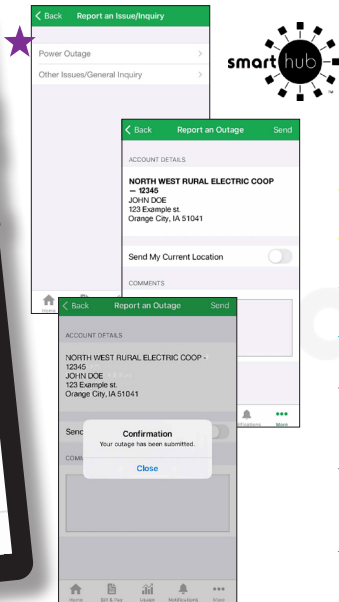 Back Report an Issue/Inquiry
Power Outage
Other Issues/General Inquiry
smart hub
TM
Back Report an Outage Send
ACCOUNT DETAILS
NORTH WEST RURAL ELECTRIC COOP
— 12345
JOHN DOE
123 Example st.
Orange City, IA 51041
Send My Current Location
COMMENTS
Home
More
Back Report an Outage Send
ACCOUNT DETAILS
NORTH WEST RURAL ELECTRIC COOP -
12345
JOHN DOE
123 Example st.
Orange City, IA 51041
Confirmation
Your outage has been submitted.
Close
Home Bill & Pay Usage Notifications More